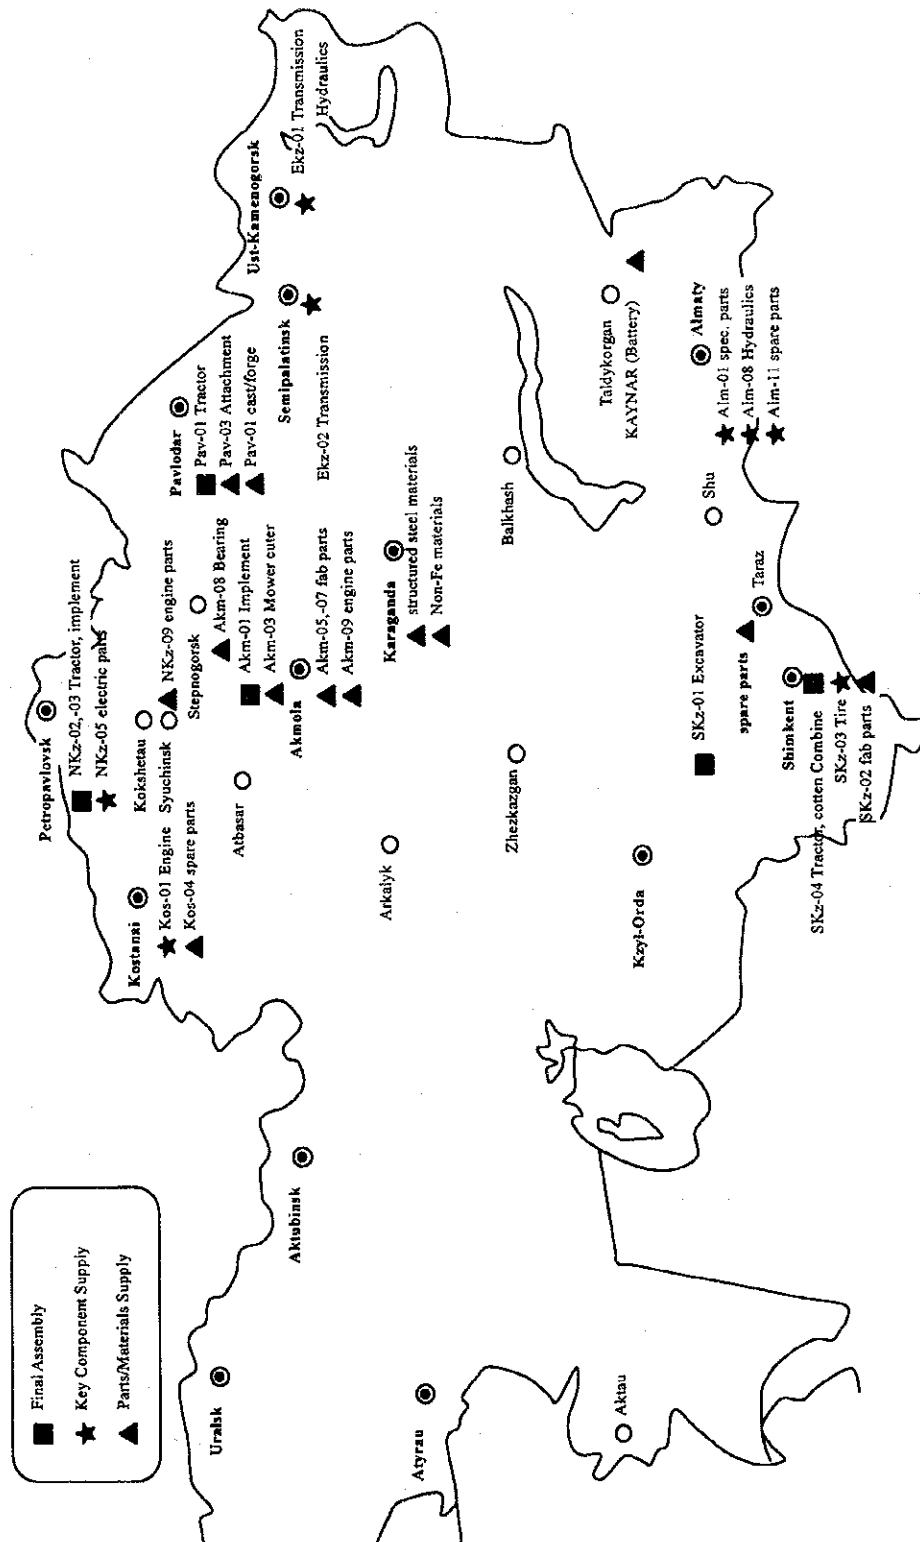 Final Assembly
Key Component Supply
Parts/Materials Supply
Uralsk
Atyrau
Aktau
Aktubinsk
Kostanai
Kos-01 Engine
Kos-04 spare parts
Petropavlovsk
NKz-02,-03 Tractor, implement
NKz-05 electric parts
Kokshetau
Syuchinsk
NKz-09 engine parts
Stepnogorsk
Atbasar
Akm-08 Bearing
Akm-01 Implement
Akm-03 Mower cuter
Akmola
Akm-05,-07 fab parts
Akm-09 engine parts
Arkalyk
Karaganda
structured steel materials
Non-Fe materials
Zhezkazgan
Balkhash
Kzyl-Orda
Pavlodar
Pav-01 Tractor
Pav-03 Attachment
Pav-01 cast/forge
Semipalatinsk
Ekz-02 Transmission
Ust-Kamenogorsk
Ekz-01 Transmission
Hydraulics
Taldykorgan
KAYNAR (Battery)
Almaty
Alm-01 spec. parts
Alm-08 Hydraulics
Alm-11 spare parts
Shu
Taraz
spare parts
SKz-01 Excavator
Shimkent
SKz-04 Tractor, cotten Combine
SKz-03 Tire
SKz-02 fab parts